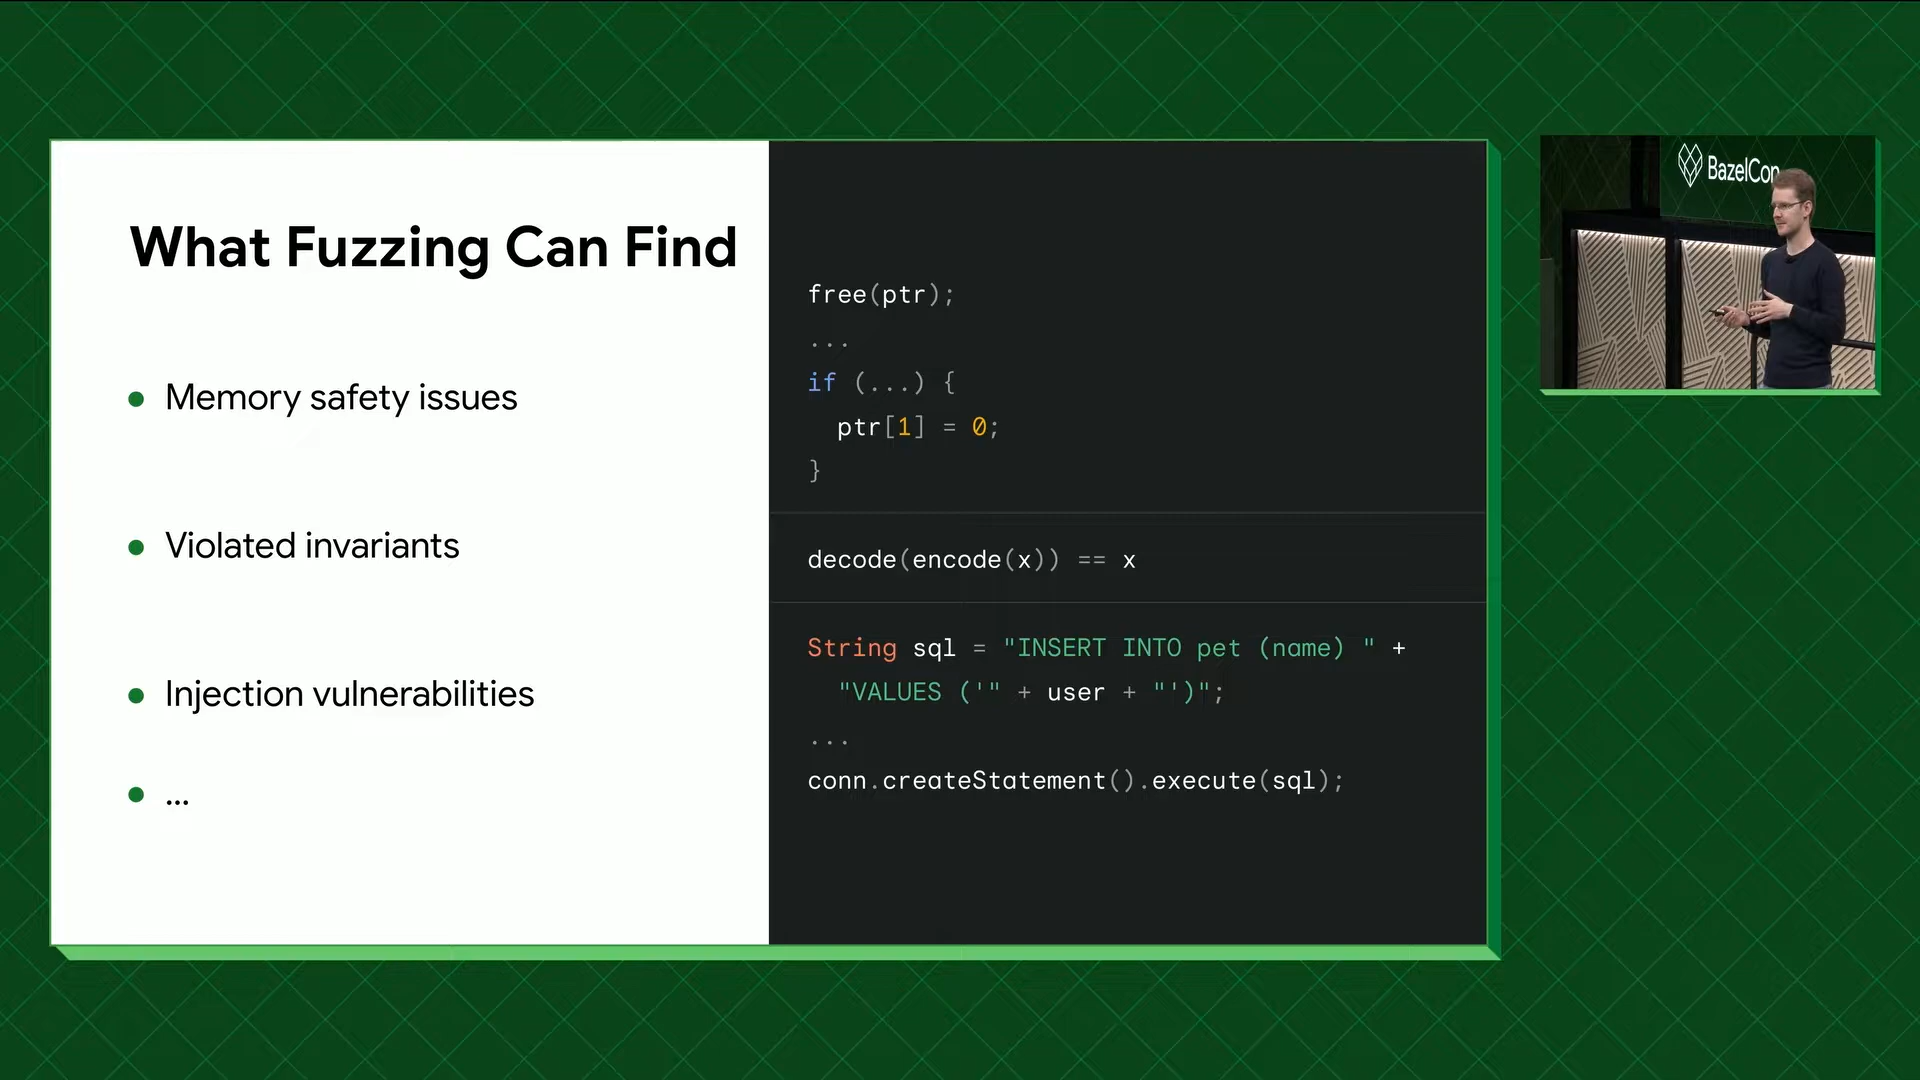 What Fuzzing Can Find
• Memory safety issues
• Violated invariants
• Injection vulnerabilities
• ...
free(ptr);
...
if (...) {
  ptr[1] = 0;
}
decode(encode(x)) == x
String sql = "INSERT INTO pet (name) " +
  "VALUES ('" + user + "')";
...
conn.createStatement().execute(sql);
BazelCon